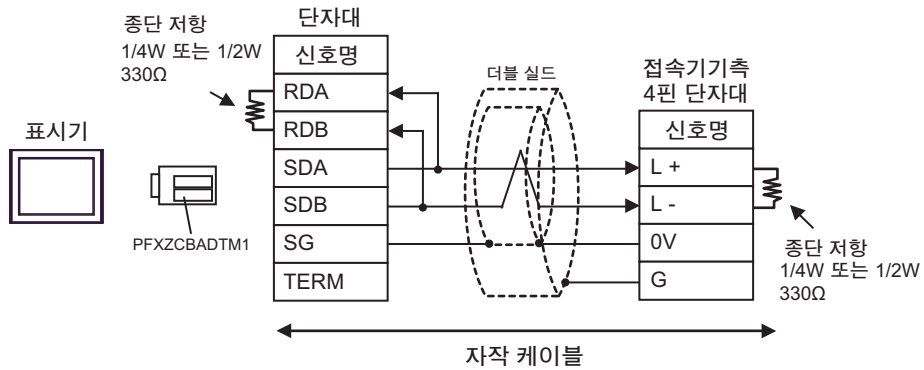 종단 저항
1/4W 또는 1/2W
330Ω
표시기
PFXZCBADTM1
단자대
신호명
RDA
RDB
SDA
SDB
SG
TERM
더블 실드
접속기기측
4핀 단자대
신호명
L +
L -
0V
G
종단 저항
1/4W 또는 1/2W
330Ω
자작 케이블